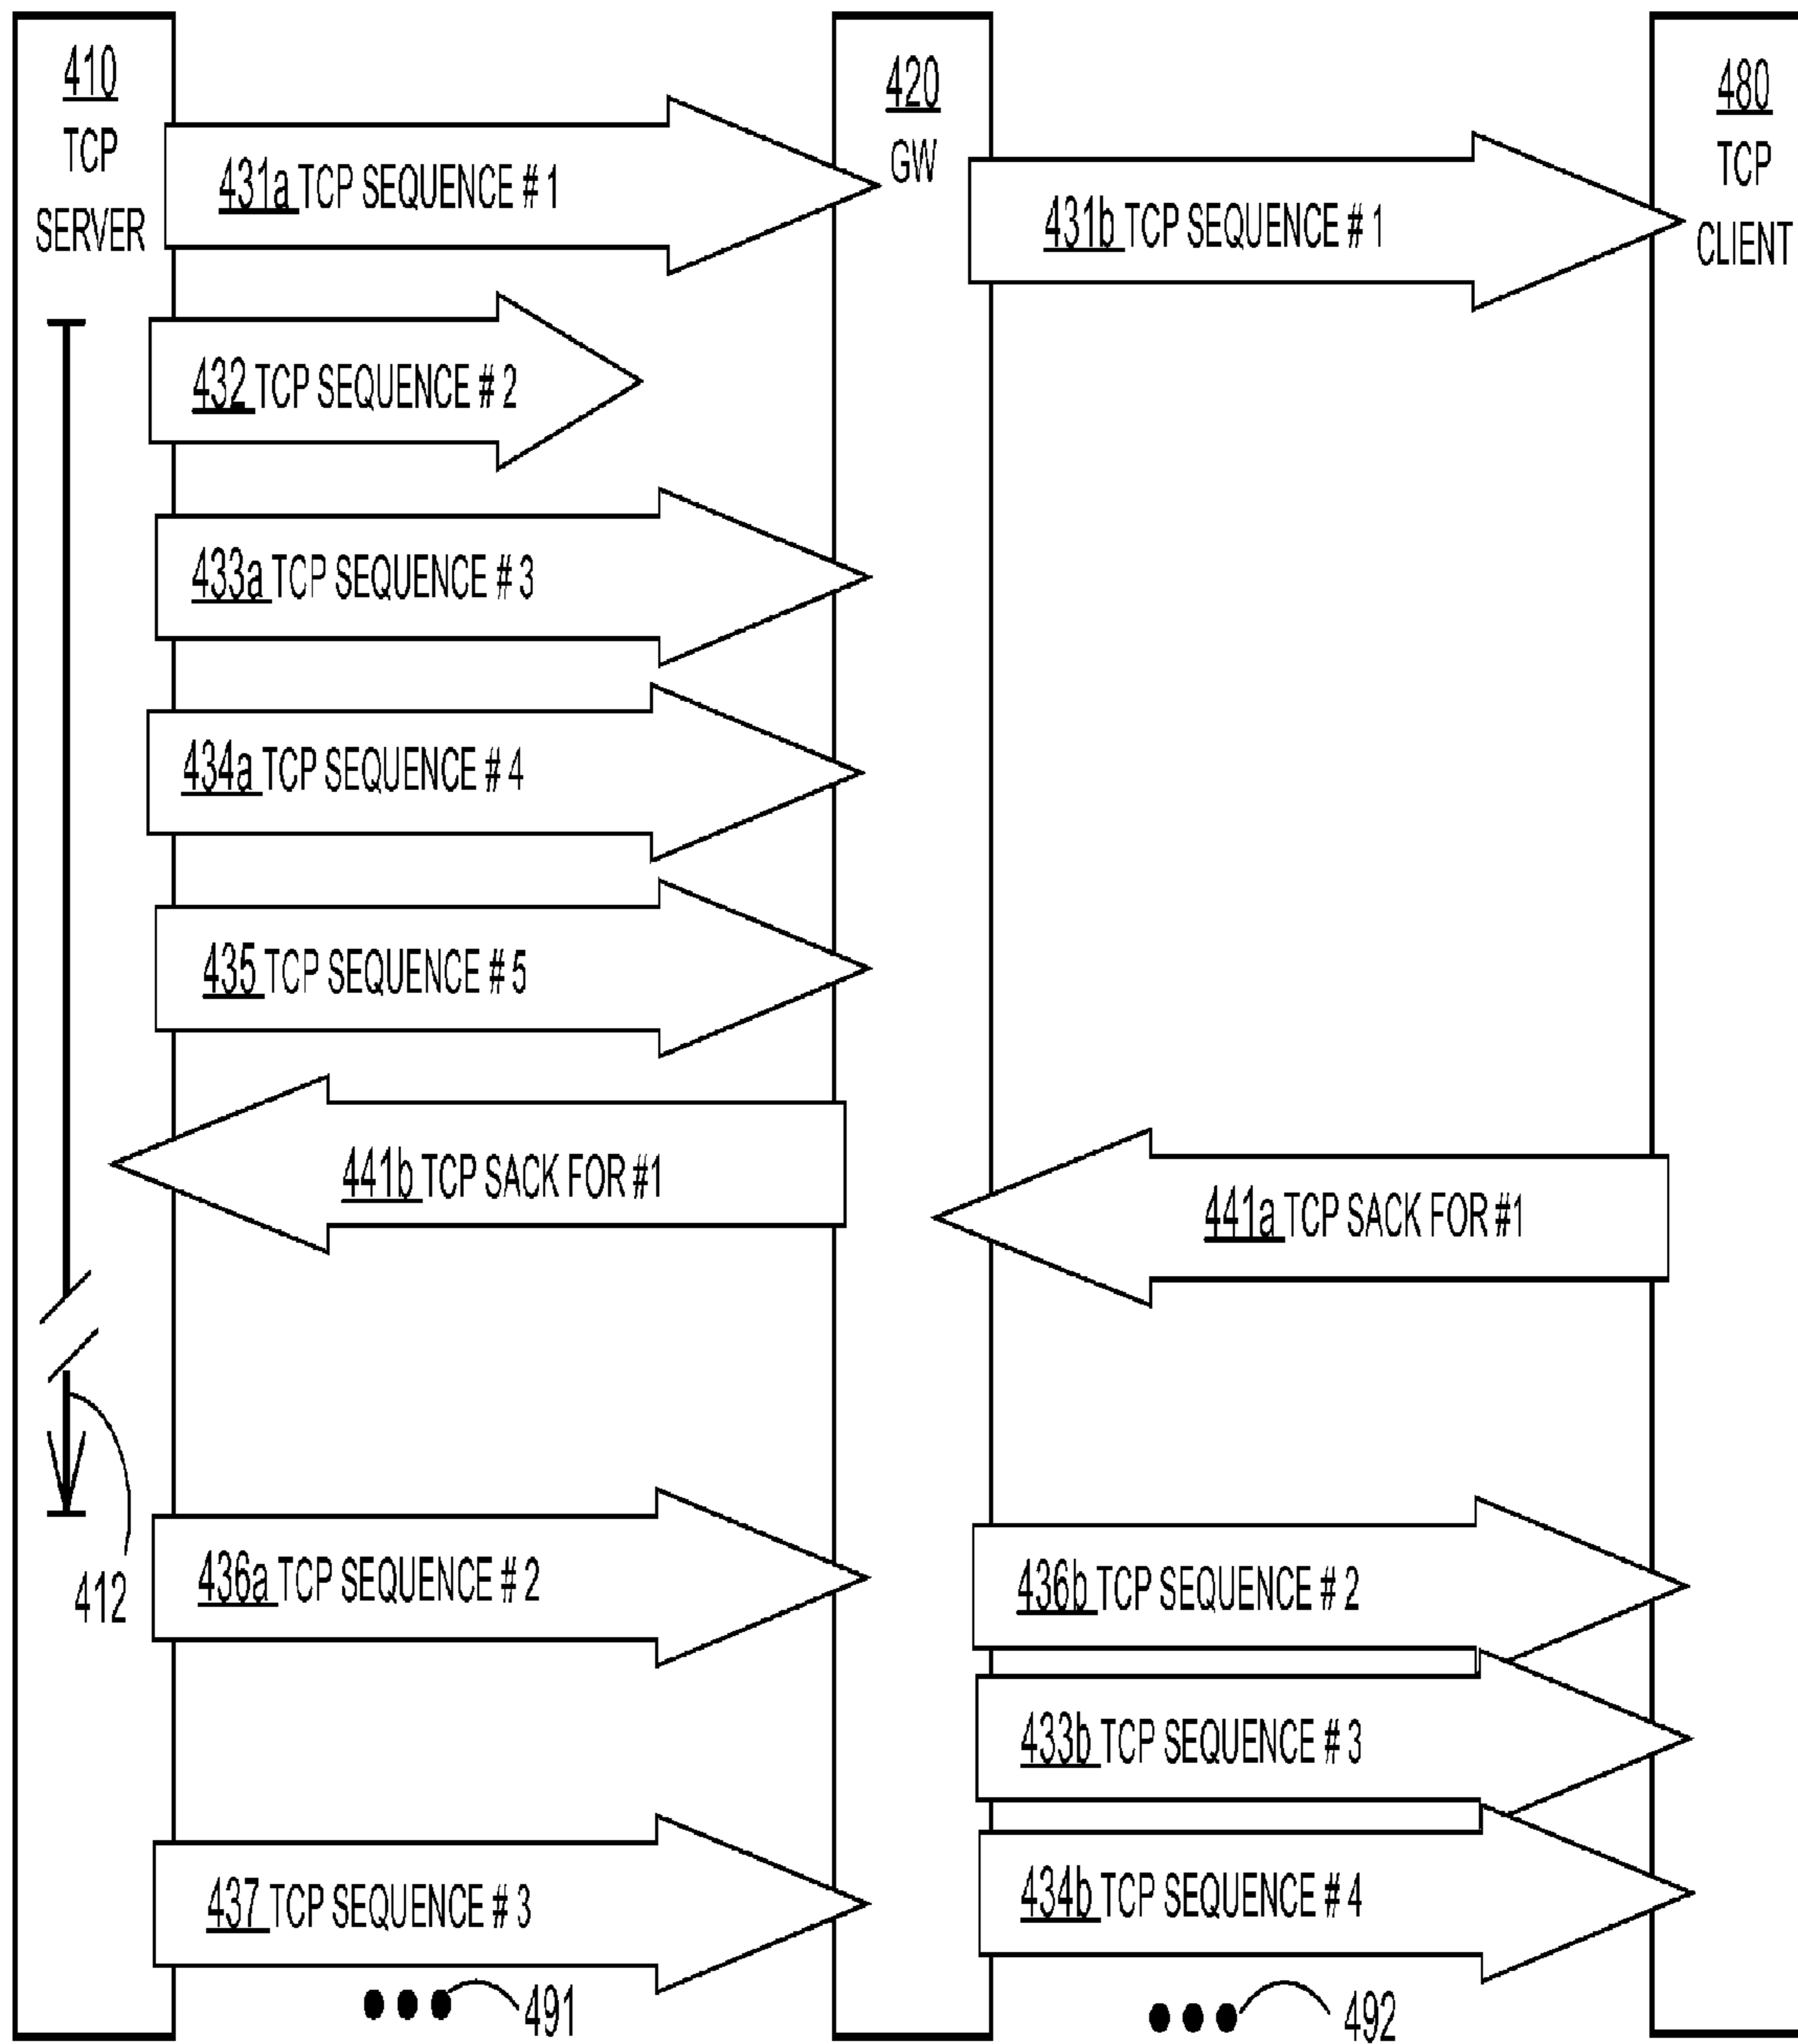 410
TCP
SERVER
420
GW
480
TCP
CLIENT
431a TCP SEQUENCE # 1
431b TCP SEQUENCE # 1
432 TCP SEQUENCE # 2
433a TCP SEQUENCE # 3
434a TCP SEQUENCE # 4
435 TCP SEQUENCE # 5
441b TCP SACK FOR #1
441a TCP SACK FOR #1
412
436a TCP SEQUENCE # 2
436b TCP SEQUENCE # 2
433b TCP SEQUENCE # 3
437 TCP SEQUENCE # 3
434b TCP SEQUENCE # 4
491
492